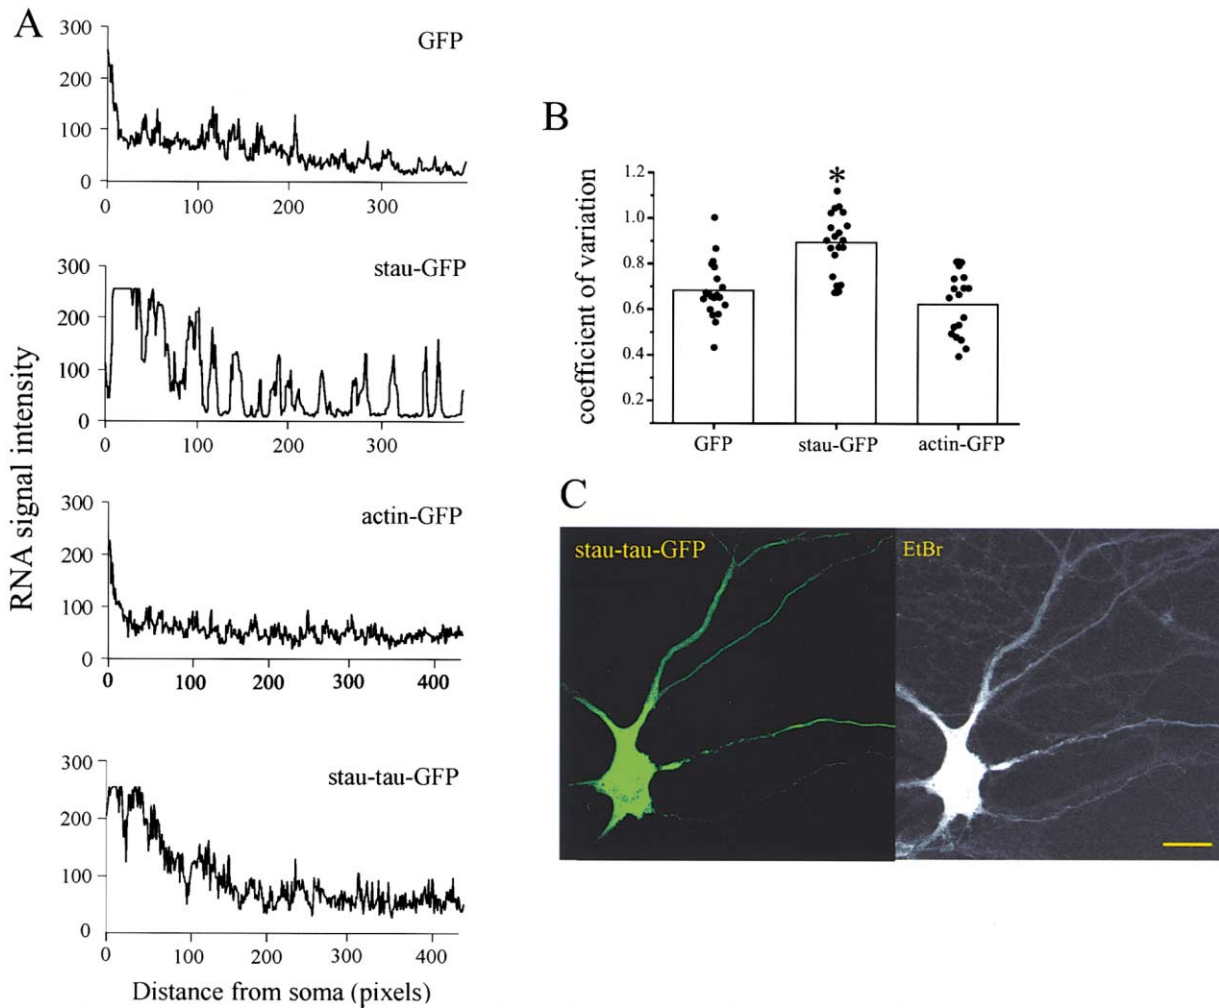 A
RNA signal intensity
GFP
300
200
100
0
0 100 200 300
stau-GFP
300
200
100
0
0 100 200 300
actin-GFP
300
200
100
0
0 100 200 300 400
stau-tau-GFP
300
200
100
0
0 100 200 300 400
Distance from soma (pixels)
B
coefficient of variation
*
1.2
1.0
0.8
0.6
0.4
0.2
GFP stau-GFP actin-GFP
C
stau-tau-GFP
EtBr